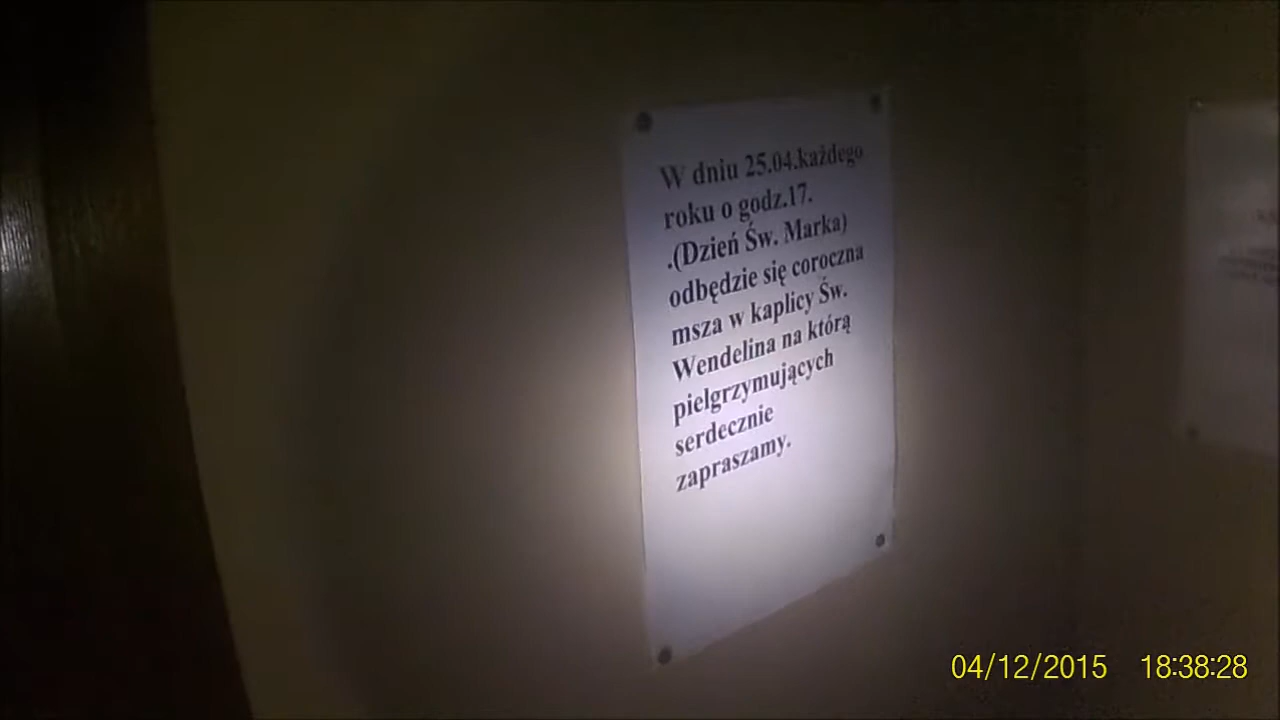 W dniu 25.04.każdego
roku o godz.17.
.(Dzień Św. Marka)
odbędzie się coroczna
msza w kaplicy Św.
Wendelina na którą
pielgrzymujących
serdecznie
zapraszamy.
04/12/2015 18:38:28